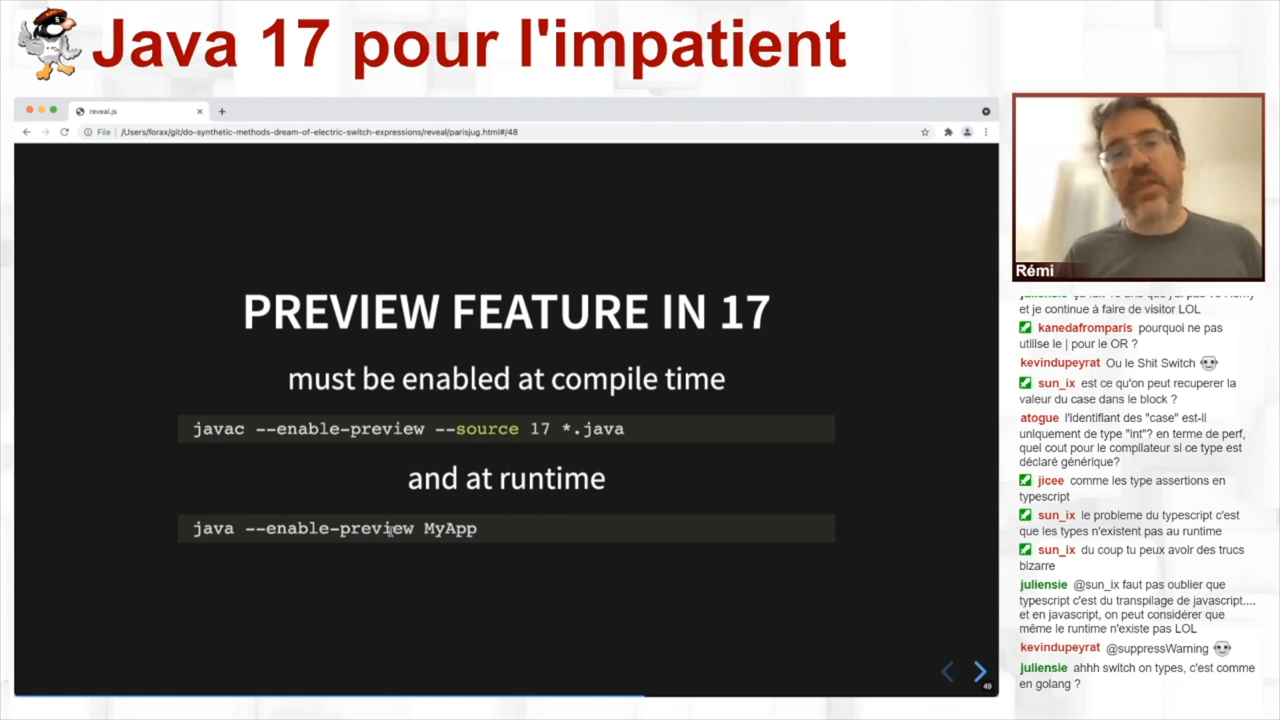 Java 17 pour l'impatient
reveal.js
File
/Users/forax/git/do-synthetic-methods-dream-of-electric-switch-expressions/reveal/parisjug.html#/48
PREVIEW FEATURE IN 17
must be enabled at compile time
javac --enable-preview --source 17 *.java
and at runtime
java --enable-preview MyApp
49
Rémi
et je continue à faire de visitor LOL
kanedafromparis pourquoi ne pas
utilise le | pour le OR ?
kevindupeyrat Ou le Shit Switch
sun_ix est ce qu'on peut recuperer la
valeur du case dans le block ?
atogue l'identifiant des "case" est-il
uniquement de type "int"? en terme de perf,
quel cout pour le compilateur si ce type est
déclaré générique?
jicee comme les type assertions en
typescript
sun_ix le probleme du typescript c'est
que les types n'existent pas au runtime
sun_ix du coup tu peux avoir des trucs
bizarre
juliensie @sun_ix faut pas oublier que
typescript c'est du transpilage de javascript....
et en javascript, on peut considérer que
même le runtime n'existe pas LOL
kevindupeyrat @suppressWarning
juliensie ahhh switch on types, c'est comme
en golang ?